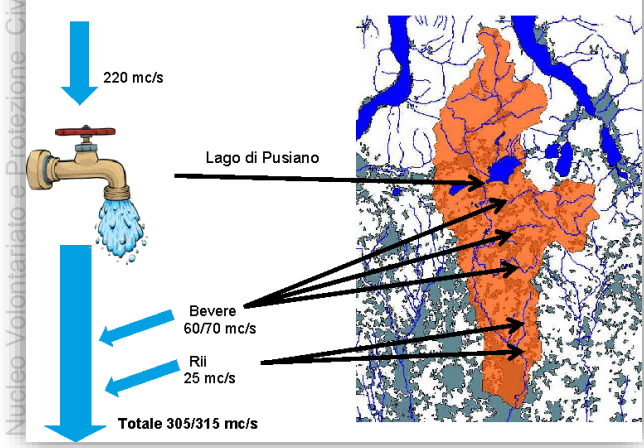 Nucleo Volontariato e Protezione Civ
220 mc/s
Lago di Pusiano
Bevere
60/70 mc/s
Rii
25 mc/s
Totale 305/315 mc/s